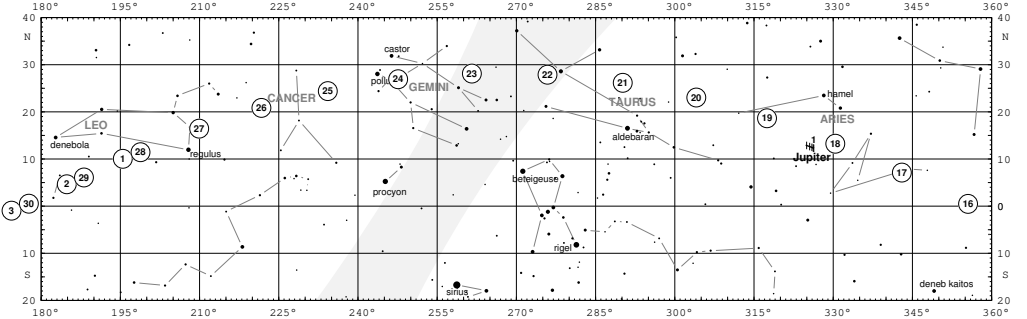 180° 195° 210° 225° 240° 255° 270° 285° 300° 315° 330° 345° 360°
40 40
N N
30 30
castor
pollux
24
23
22
GEMINI
21
25
CANCER
TAURUS
20
hamel
26
20 20
19
ARIES
LEO
27
aldebaran
denebola
1
18
28
regulus
Jupiter
1
10 10
17
29
2
beteigeuse
procyon
30
16
3
0 0
rigel
10 10
S S
sirius
deneb kaitos
20 20
180° 195° 210° 225° 240° 255° 270° 285° 300° 315° 330° 345° 360°